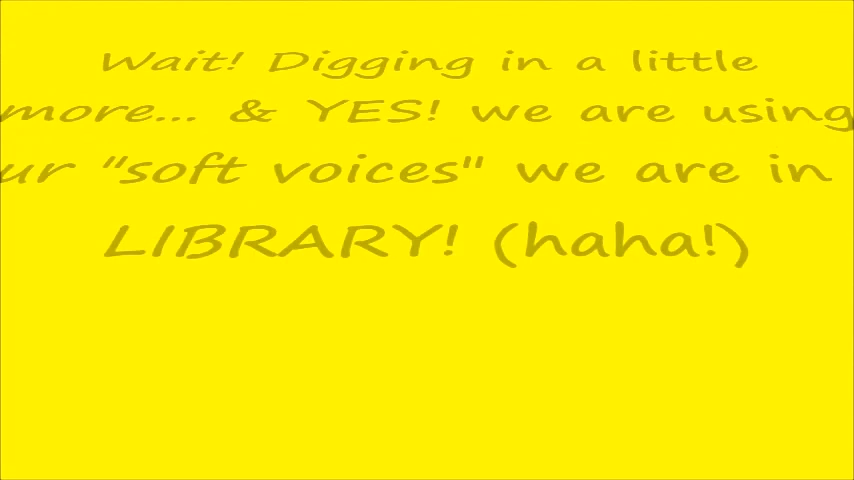 Wait! Digging in a little
more... & YES! we are using
ur "soft voices" we are in
LIBRARY! (haha!)